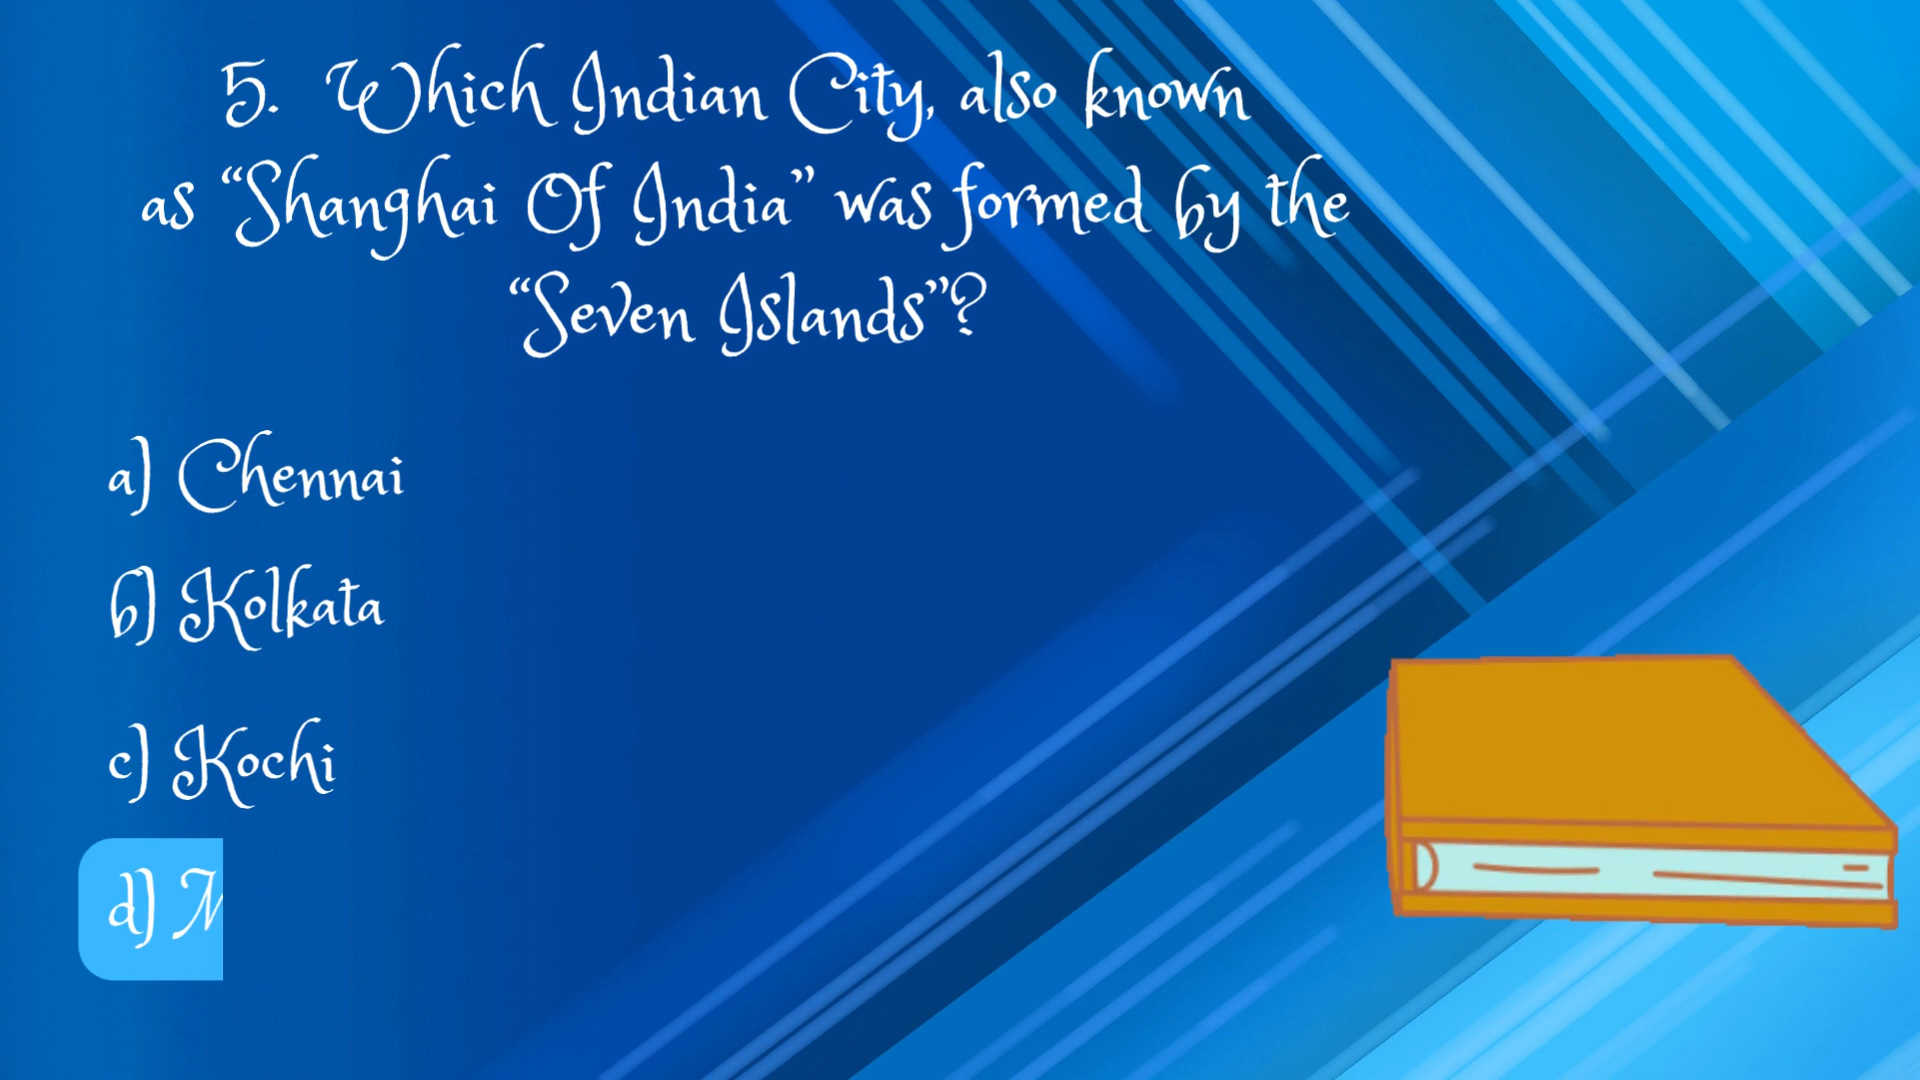 5. Which Indian City, also known
as “Shanghai Of India” was formed by the
“Seven Islands”?
a) Chennai
b) Kolkata
c) Kochi
d) M